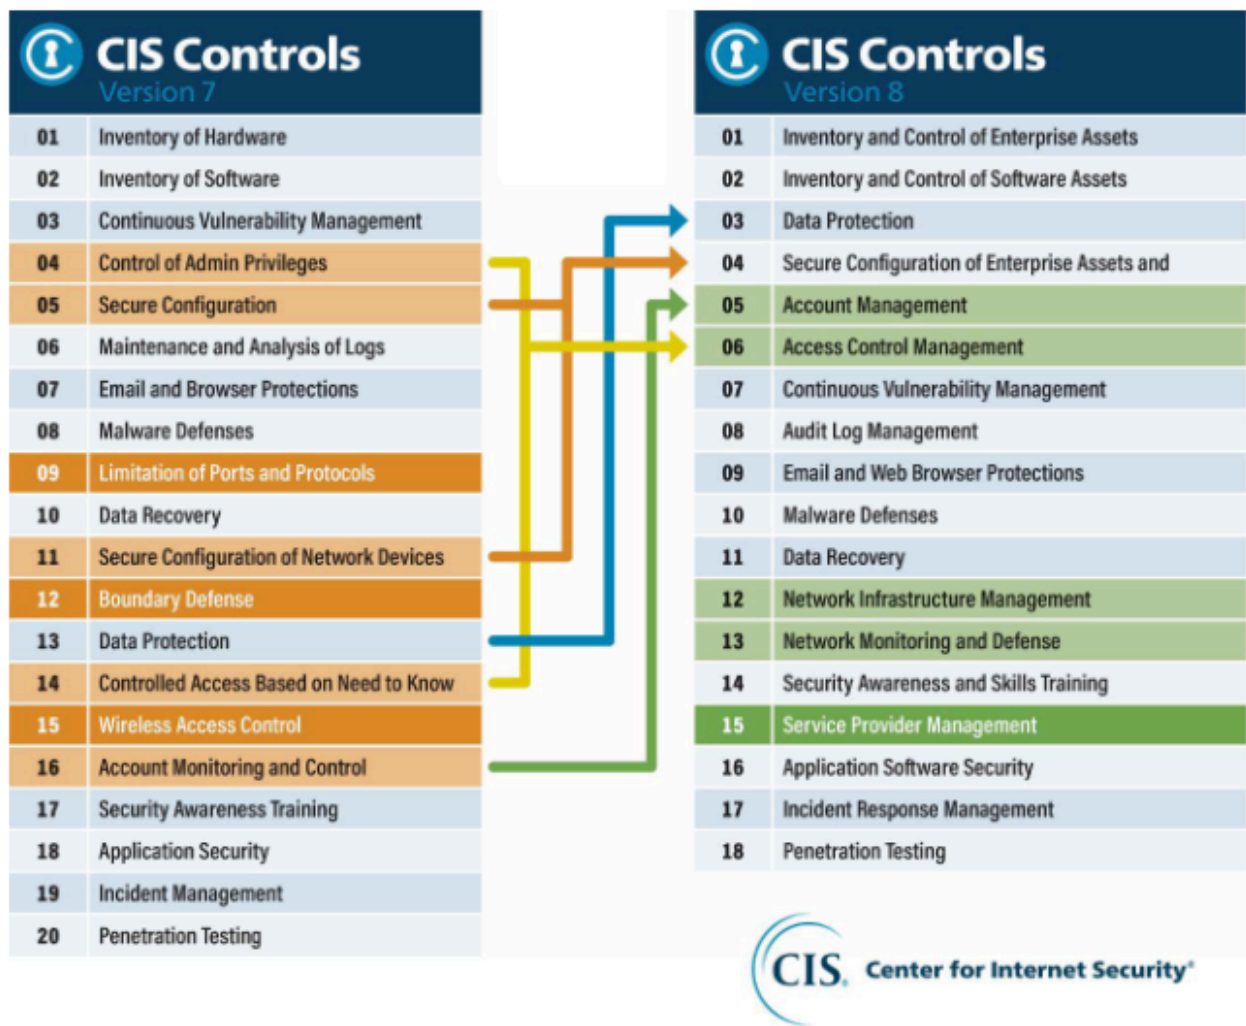 CIS Controls
Version 7
01 Inventory of Hardware
02 Inventory of Software
03 Continuous Vulnerability Management
04 Control of Admin Privileges
05 Secure Configuration
06 Maintenance and Analysis of Logs
07 Email and Browser Protections
08 Malware Defenses
09 Limitation of Ports and Protocols
10 Data Recovery
11 Secure Configuration of Network Devices
12 Boundary Defense
13 Data Protection
14 Controlled Access Based on Need to Know
15 Wireless Access Control
16 Account Monitoring and Control
17 Security Awareness Training
18 Application Security
19 Incident Management
20 Penetration Testing
CIS Controls
Version 8
01 Inventory and Control of Enterprise Assets
02 Inventory and Control of Software Assets
03 Data Protection
04 Secure Configuration of Enterprise Assets and
05 Account Management
06 Access Control Management
07 Continuous Vulnerability Management
08 Audit Log Management
09 Email and Web Browser Protections
10 Malware Defenses
11 Data Recovery
12 Network Infrastructure Management
13 Network Monitoring and Defense
14 Security Awareness and Skills Training
15 Service Provider Management
16 Application Software Security
17 Incident Response Management
18 Penetration Testing
CIS. Center for Internet Security®